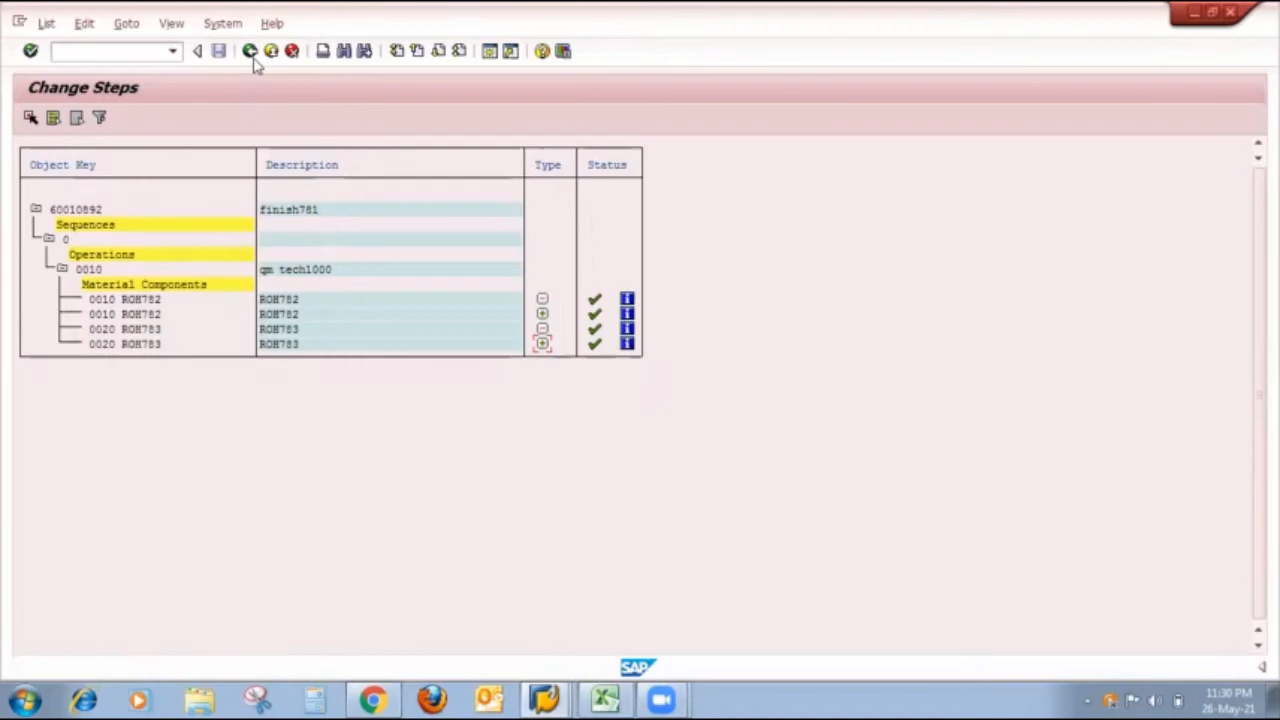 List Edit Goto View System Help
Change Steps
Object Key Description Type Status
60010892 finish781
Sequences
0
Operations
0010 qm tech1000
Material Components
0010 ROH782 ROH782
0010 ROH782 ROH782
0020 ROH783 ROH783
0020 ROH783 ROH783
SAP
11:30 PM
26-May-21